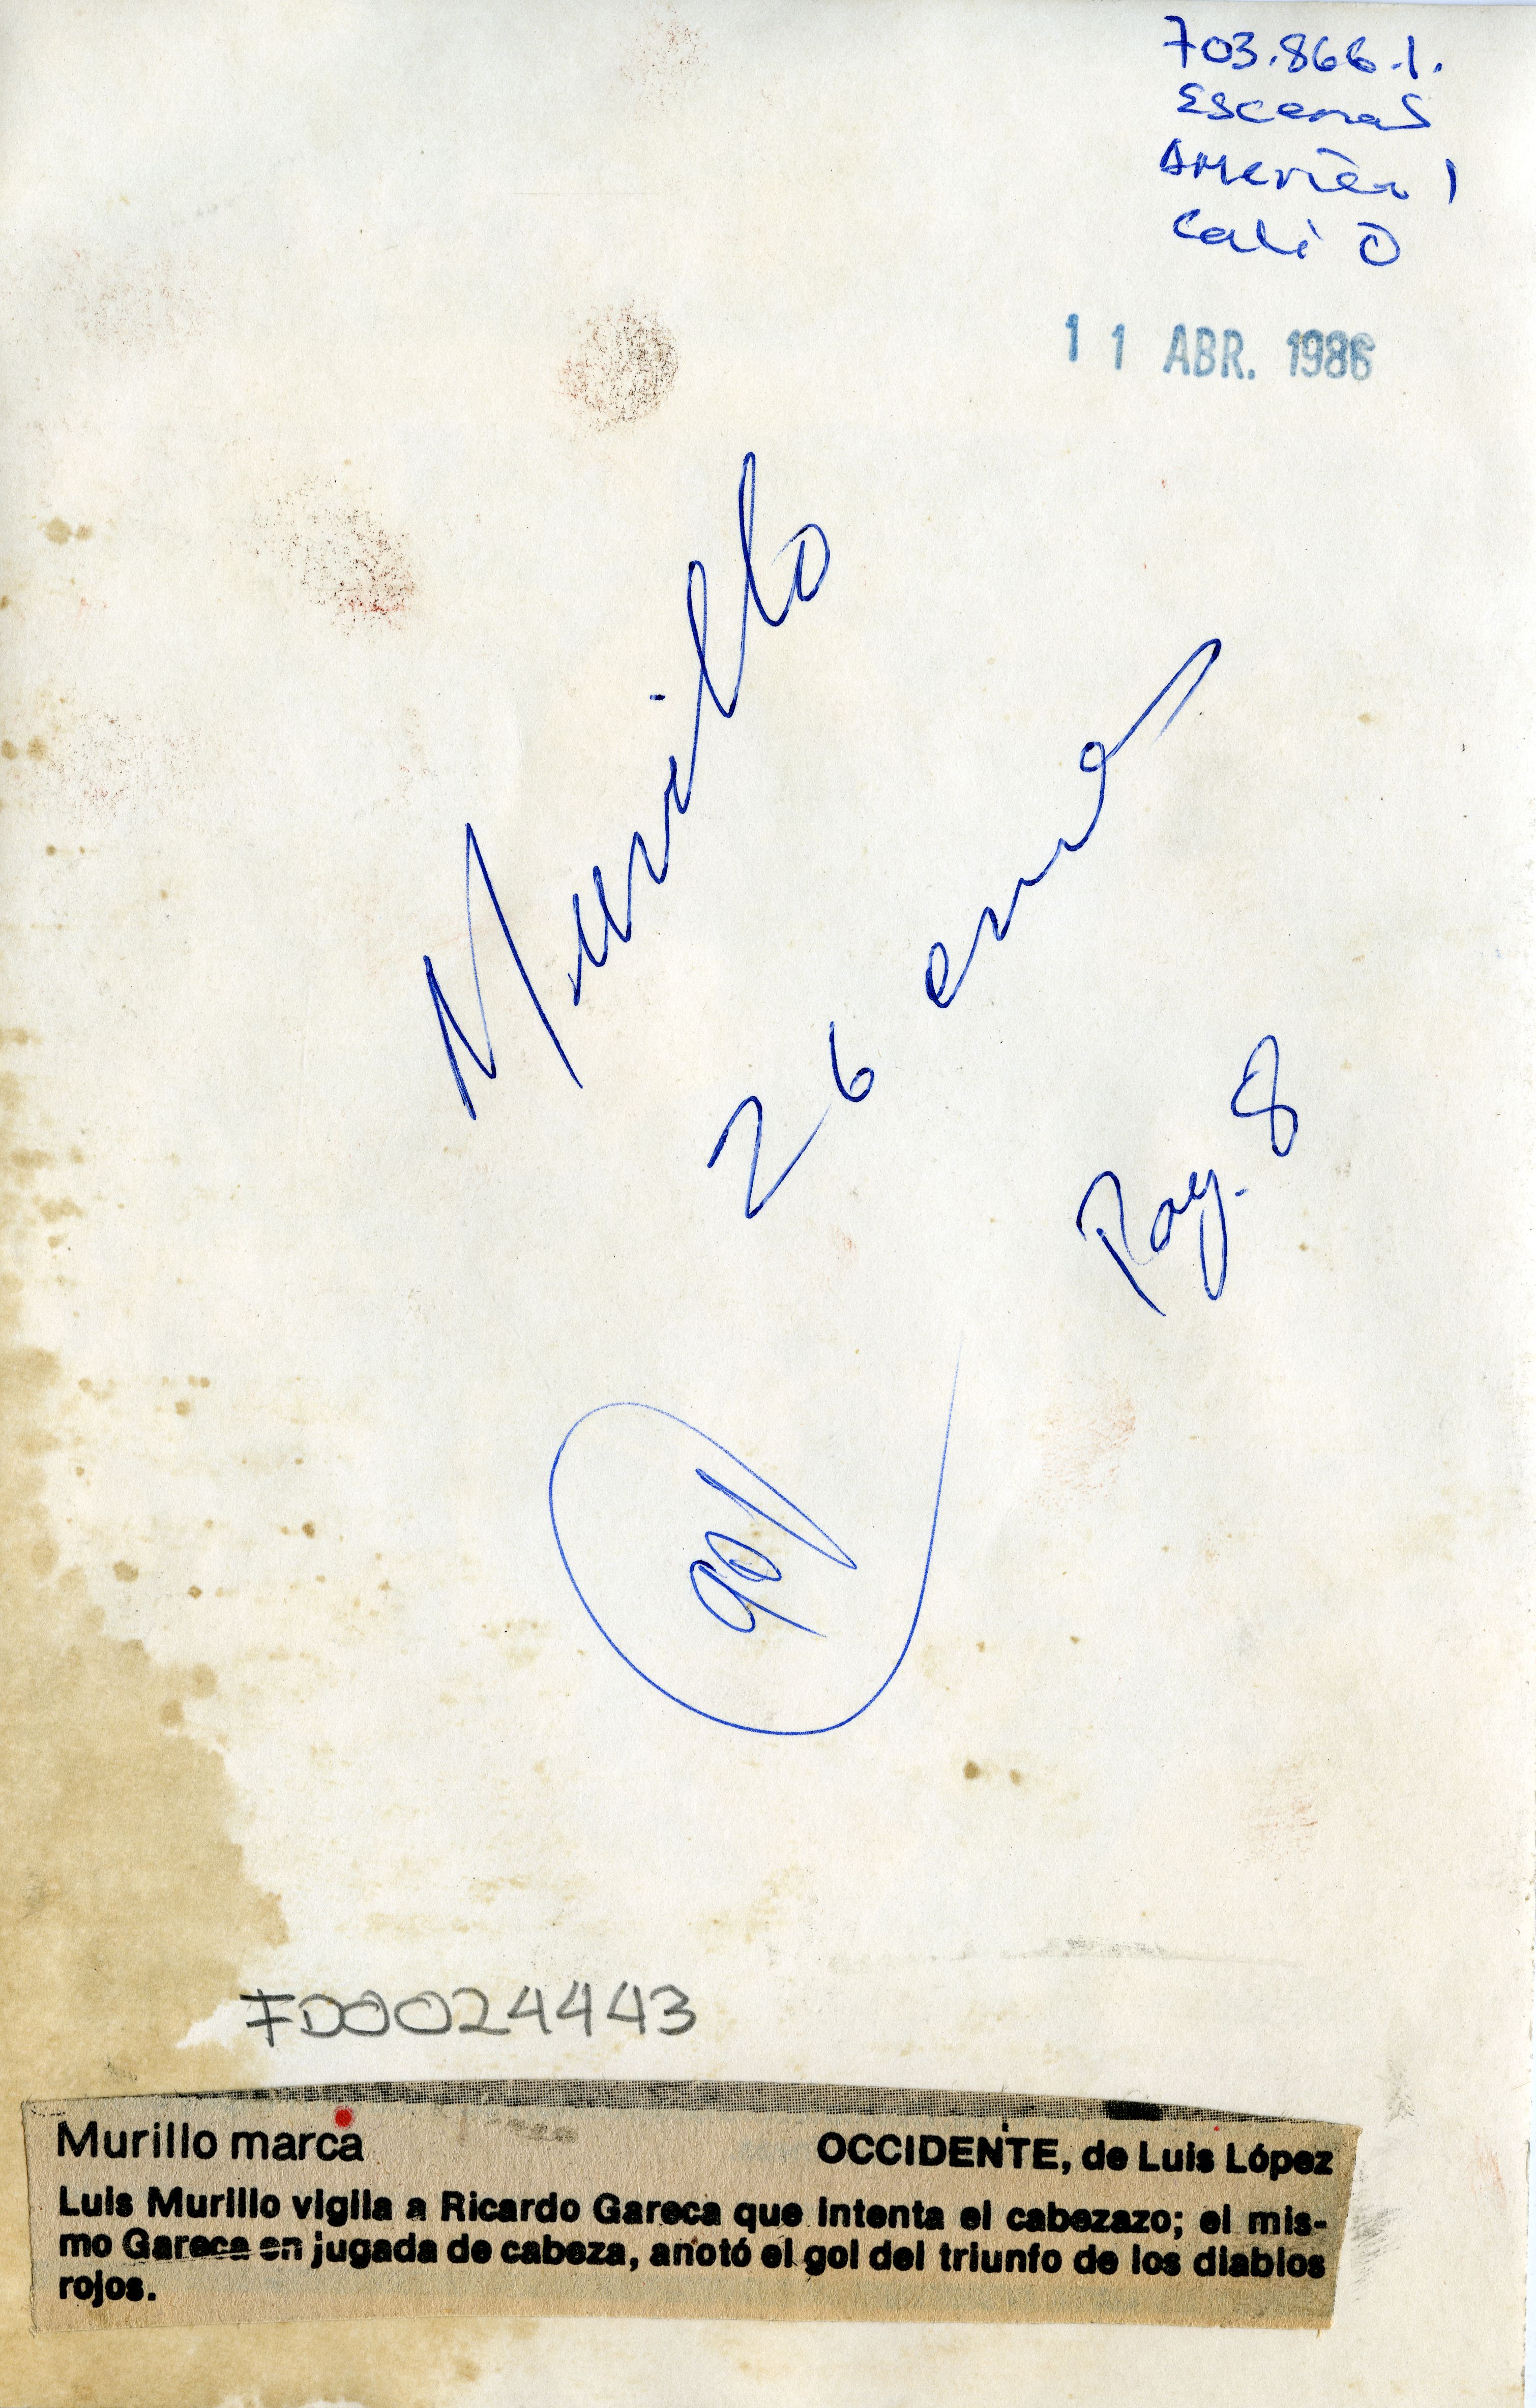 703.866.1.
Escenas
America 1
Cali 0
11 ABR. 1986
Murillo
26 cms
Pag. 8
FD0024443
Murillo marca
OCCIDENTE, de Luis López
Luis Murillo vigila a Ricardo Gareca que intenta el cabezazo; el mis-
mo Gareca en jugada de cabeza, anotó el gol del triunfo de los diablos
rojos.